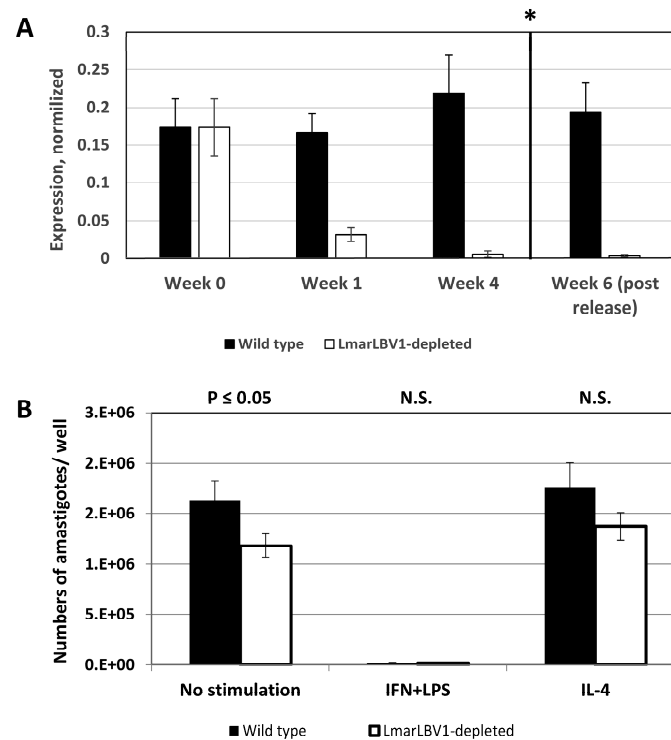 A
*
Expression, normilized
0.3
0.25
0.2
0.15
0.1
0.05
0
Week 0 Week 1 Week 4 Week 6 (post
release)
Wild type LmarLBV1-depleted
B
P ≤ 0.05 N.S. N.S.
Numbers of amastigotes/ well
3.E+06
2.E+06
2.E+06
1.E+06
5.E+05
0.E+00
No stimulation IFN+LPS IL-4
Wild type LmarLBV1-depleted